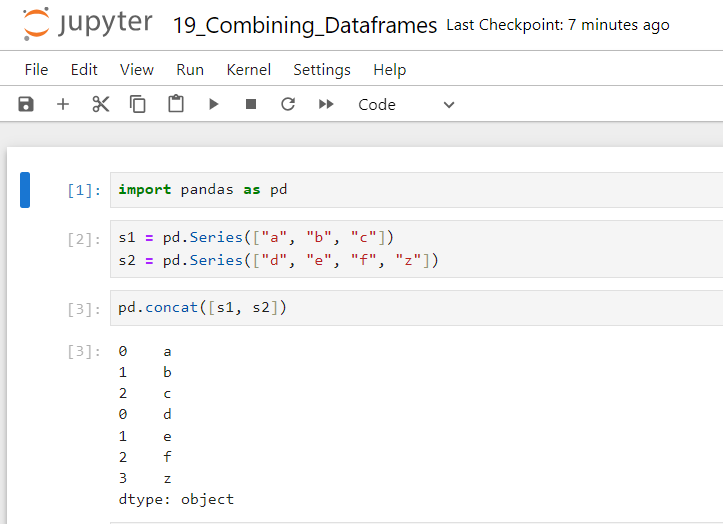 jupyter 19_Combining_Dataframes Last Checkpoint: 7 minutes ago
File Edit View Run Kernel Settings Help
Code
[1]: import pandas as pd
[2]: s1 = pd.Series(["a", "b", "c"])
s2 = pd.Series(["d", "e", "f", "z"])
[3]: pd.concat([s1, s2])
[3]: 0    a
1    b
2    c
0    d
1    e
2    f
3    z
dtype: object